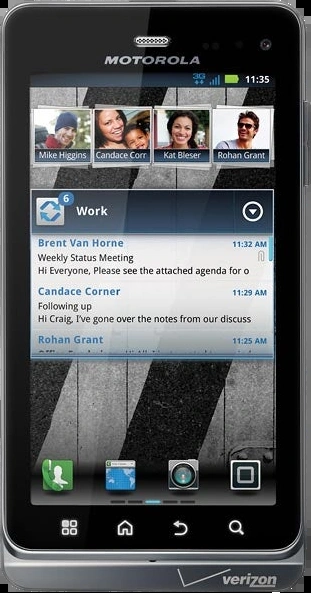 MOTOROLA
3G 11:35
Mike Higgins Candace Corr Kat Bleser Rohan Grant
6
Work
Brent Van Horne 11:32 AM
Weekly Status Meeting
Hi Everyone, Please see the attached agenda for o
Candace Corner 11:29 AM
Following up
Hi Craig, I've gone over the notes from our discuss
Rohan Grant 11:25 AM
verizon